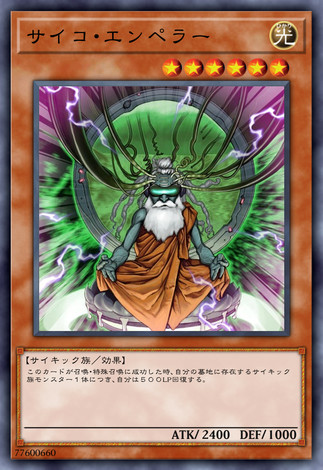 サイコ・エンペラー
光
【サイキック族／効果】
このカードが召喚・特殊召喚に成功した時、自分の墓地に存在するサイキック
族モンスター１体につき、自分は５００LP回復する。
ATK/ 2400 DEF/1000
77600660